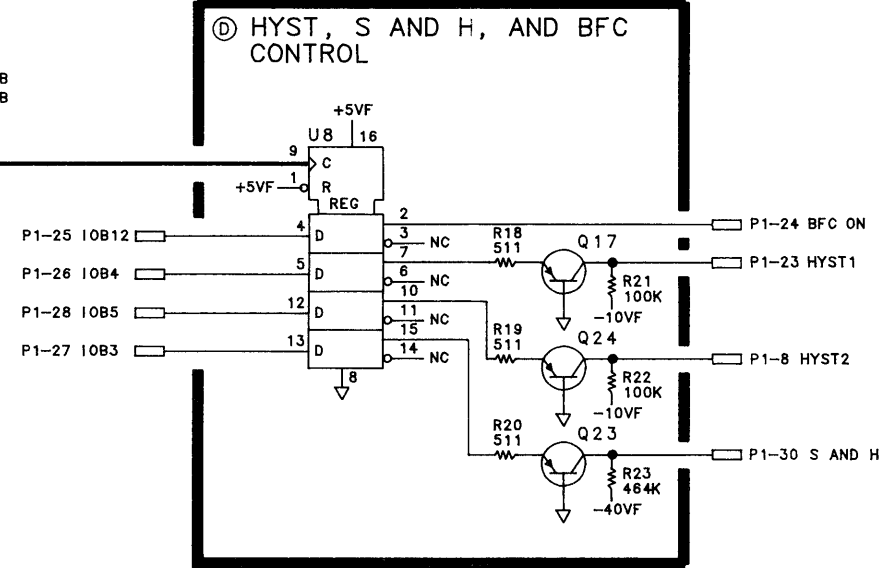 D HYST, S AND H, AND BFC
CONTROL
B
B
+5VF
U8 16
9 C
+5VF 1 R
REG
P1-25 IOB12 4 D 2 P1-24 BFC ON
3 NC
P1-26 IOB4 5 D 7 R18 511 Q17 P1-23 HYST1
6 NC
R21
100K
-10VF
P1-28 IOB5 12 D 10
11 NC
P1-27 IOB3 13 D 15
14 NC
8
R19
511
Q24
P1-8 HYST2
R22
100K
-10VF
R20
511
Q23
P1-30 S AND H
R23
464K
-40VF